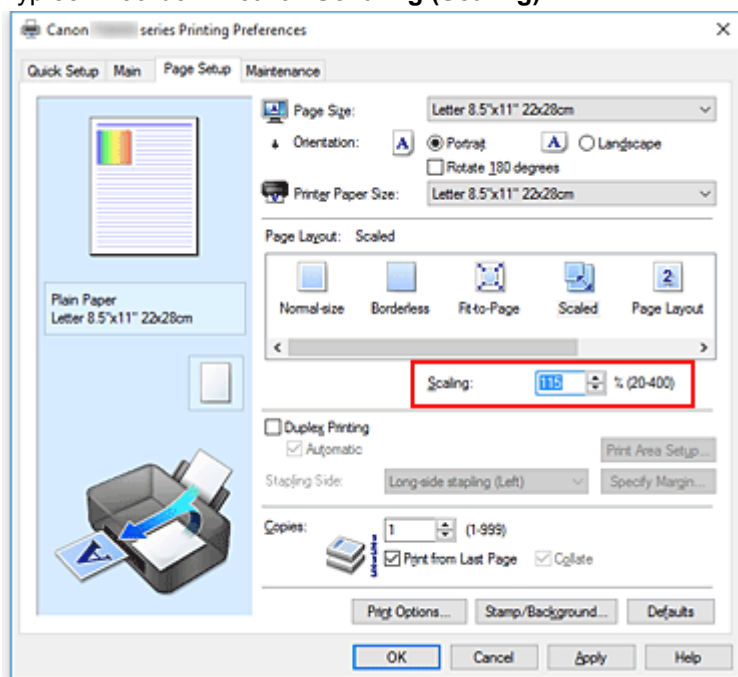 Canon series Printing Preferences
Quick Setup Main Page Setup Maintenance
Page Size: Letter 8.5"x11" 22x28cm
Orientation: A Portrait A Landscape
Rotate 180 degrees
Printer Paper Size: Letter 8.5"x11" 22x28cm
Page Layout: Scaled
Normal-size Borderless Fit-to-Page Scaled 2 Page Layout
Plain Paper
Letter 8.5"x11" 22x28cm
Scaling: 115 % (20-400)
Duplex Printing
Automatic Print Area Setup...
Stapling Side: Long-side stapling (Left) Specify Margin...
Copies: 1 (1-999)
Print from Last Page Collate
Print Options... Stamp/Background... Defaults
OK Cancel Apply Help